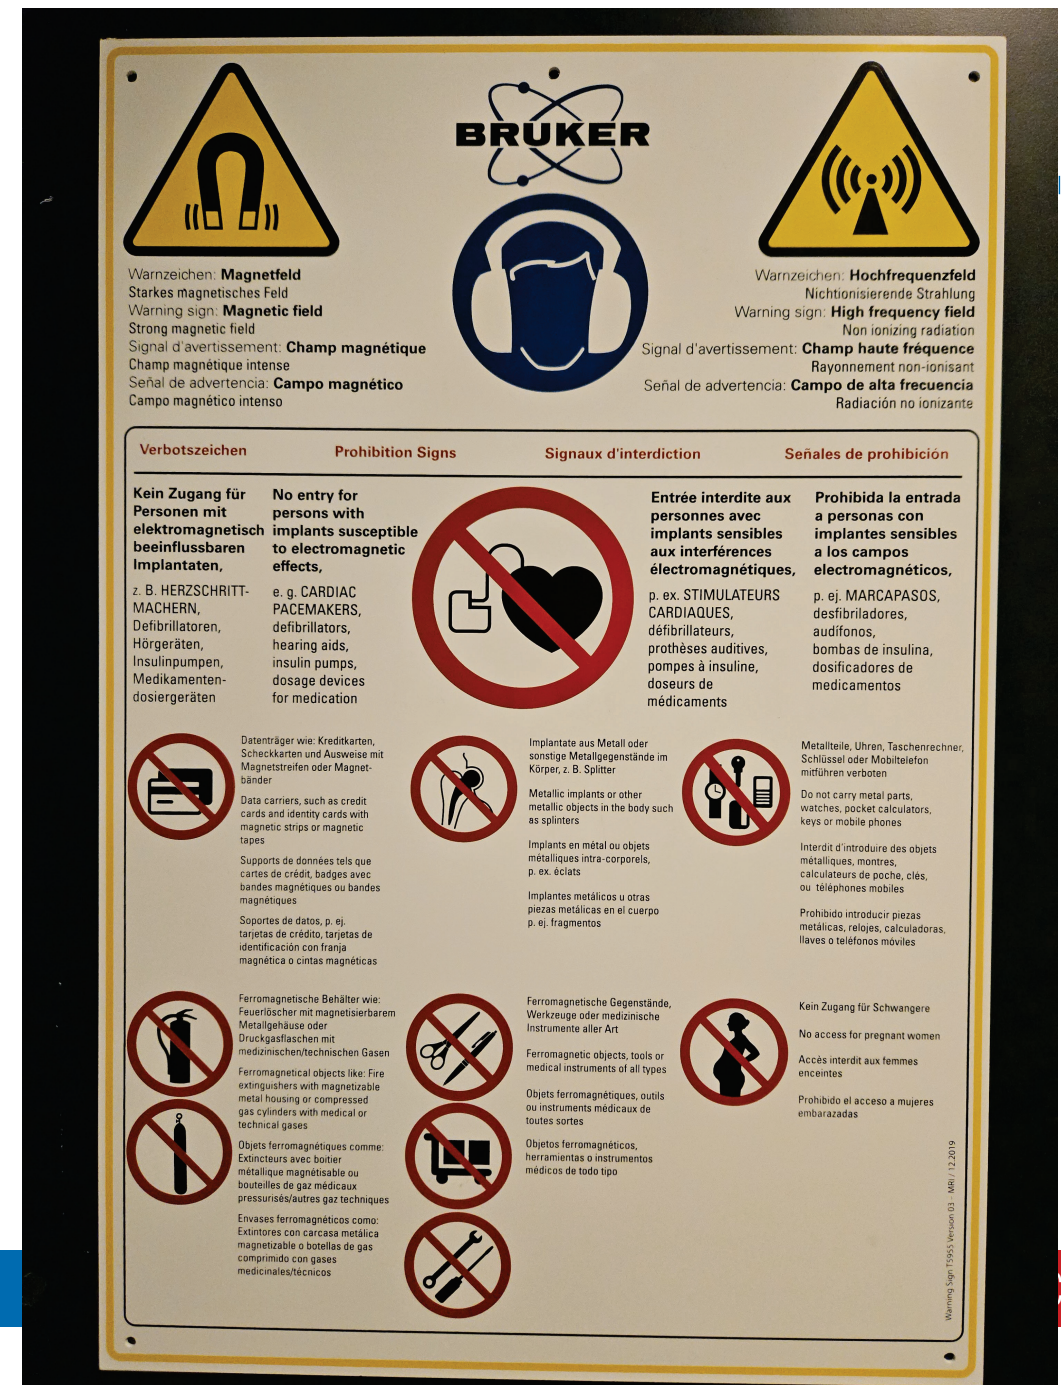 BRUKER
Warnzeichen: Magnetfeld
Starkes magnetisches Feld
Warning sign: Magnetic field
Strong magnetic field
Signal d'avertissement: Champ magnétique
Champ magnétique intense
Señal de advertencia: Campo magnético
Campo magnético intenso
Warnzeichen: Hochfrequenzfeld
Nichtionisierende Strahlung
Warning sign: High frequency field
Non ionizing radiation
Signal d'avertissement: Champ haute fréquence
Rayonnement non-ionisant
Señal de advertencia: Campo de alta frecuencia
Radiación no ionizante
Verbotszeichen
Prohibition Signs
Signaux d'interdiction
Señales de prohibición
Kein Zugang für
Personen mit
elektromagnetisch
beeinflussbaren
Implantaten,
z. B. HERZSCHRITT-
MACHERN,
Defibrillatoren,
Hörgeräten,
Insulinpumpen,
Medikamenten-
dosiergeräten
No entry for
persons with
implants susceptible
to electromagnetic
effects,
e. g. CARDIAC
PACEMAKERS,
defibrillators,
hearing aids,
insulin pumps,
dosage devices
for medication
Entrée interdite aux
personnes avec
implants sensibles
aux interférences
électromagnétiques,
p. ex. STIMULATEURS
CARDIAQUES,
défibrillateurs,
prothèses auditives,
pompes à insuline,
doseurs de
médicaments
Prohibida la entrada
a personas con
implantes sensibles
a los campos
electromagnéticos,
p. ej. MARCAPASOS,
desfibriladores,
audífonos,
bombas de insulina,
dosificadores de
medicamentos
Datenträger wie: Kreditkarten,
Scheckkarten und Ausweise mit
Magnetstreifen oder Magnet-
bänder
Data carriers, such as credit
cards and identity cards with
magnetic strips or magnetic
tapes
Supports de données tels que
cartes de crédit, badges avec
bandes magnétiques ou bandes
magnétiques
Soportes de datos, p. ej.
tarjetas de crédito, tarjetas de
identificación con franja
magnética o cintas magnéticas
Implantate aus Metall oder
sonstige Metallgegenstände im
Körper, z. B. Splitter
Metallic implants or other
metallic objects in the body such
as splinters
Implants en métal ou objets
métalliques intra-corporels,
p. ex. éclats
Implantes metálicos u otras
piezas metálicas en el cuerpo
p. ej. fragmentos
Metallteile, Uhren, Taschenrechner,
Schlüssel oder Mobiltelefon
mitführen verboten
Do not carry metal parts,
watches, pocket calculators,
keys or mobile phones
Interdit d'introduire des objets
métalliques, montres,
calculateurs de poche, clés,
ou téléphones mobiles
Prohibido introducir piezas
metálicas, relojes, calculadoras,
llaves o teléfonos móviles
Ferromagnetische Behälter wie:
Feuerlöscher mit magnetisierbarem
Metallgehäuse oder
Druckgasflaschen mit
medizinischen/technischen Gasen
Ferromagnetical objects like: Fire
extinguishers with magnetizable
metal housing or compressed
gas cylinders with medical or
technical gases
Objets ferromagnétiques comme:
Extincteurs avec boitier
métallique magnétisable ou
bouteilles de gaz médicaux
pressurisés/autres gaz techniques
Envases ferromagnéticos como:
Extintores con carcasa metálica
magnetizable o botellas de gas
comprimido con gases
medicinales/técnicos
Ferromagnetische Gegenstände,
Werkzeuge oder medizinische
Instrumente aller Art
Ferromagnetic objects, tools or
medical instruments of all types
Objets ferromagnétiques, outils
ou instruments médicaux de
toutes sortes
Objetos ferromagnéticos,
herramientas o instrumentos
médicos de todo tipo
Kein Zugang für Schwangere
No access for pregnant women
Accès interdit aux femmes
enceintes
Prohibido el acceso a mujeres
embarazadas
Warning Sign T5955 Version 03 - MRI / 12.2019